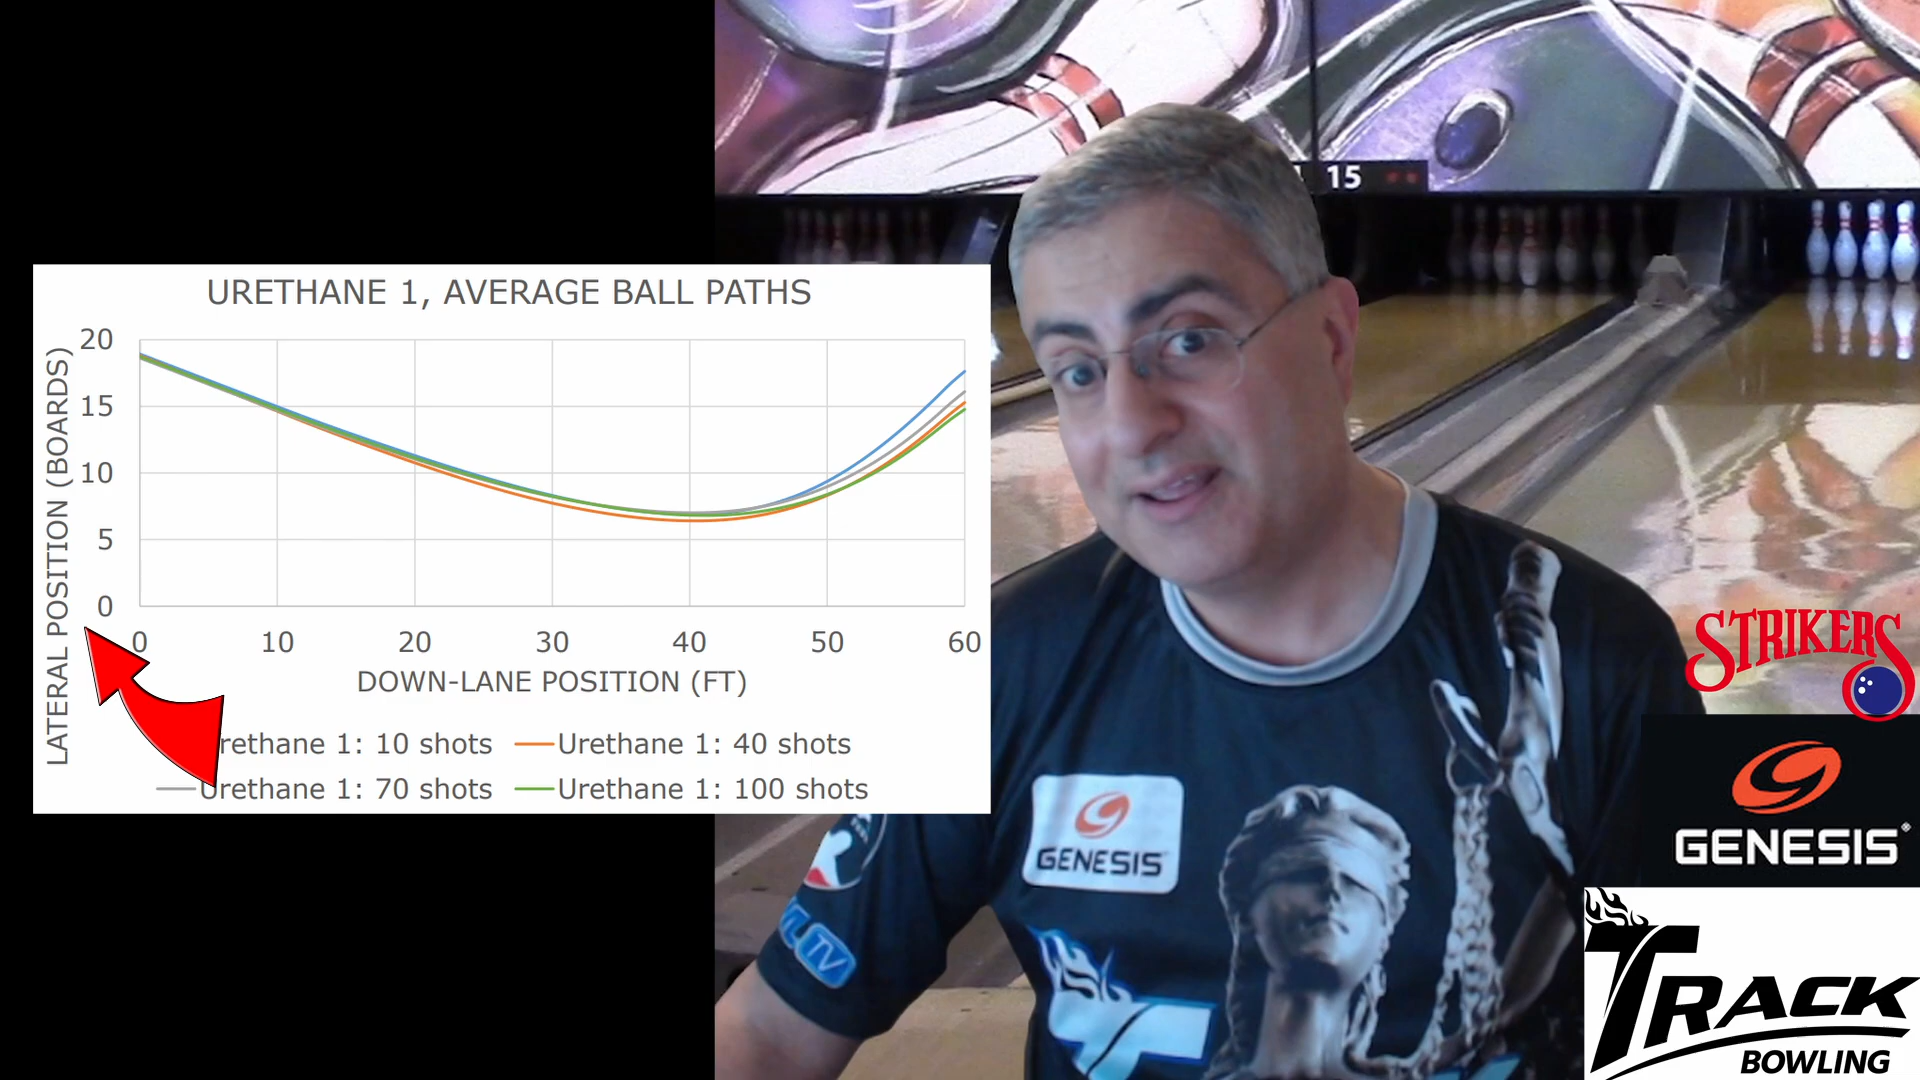 15
URETHANE 1, AVERAGE BALL PATHS
LATERAL POSITION (BOARDS)
20
15
10
5
0
0 10 20 30 40 50 60
DOWN-LANE POSITION (FT)
rethane 1: 10 shots Urethane 1: 40 shots
Urethane 1: 70 shots Urethane 1: 100 shots
STRIKERS
GENESIS®
GENESIS
TV
TRACK
BOWLING